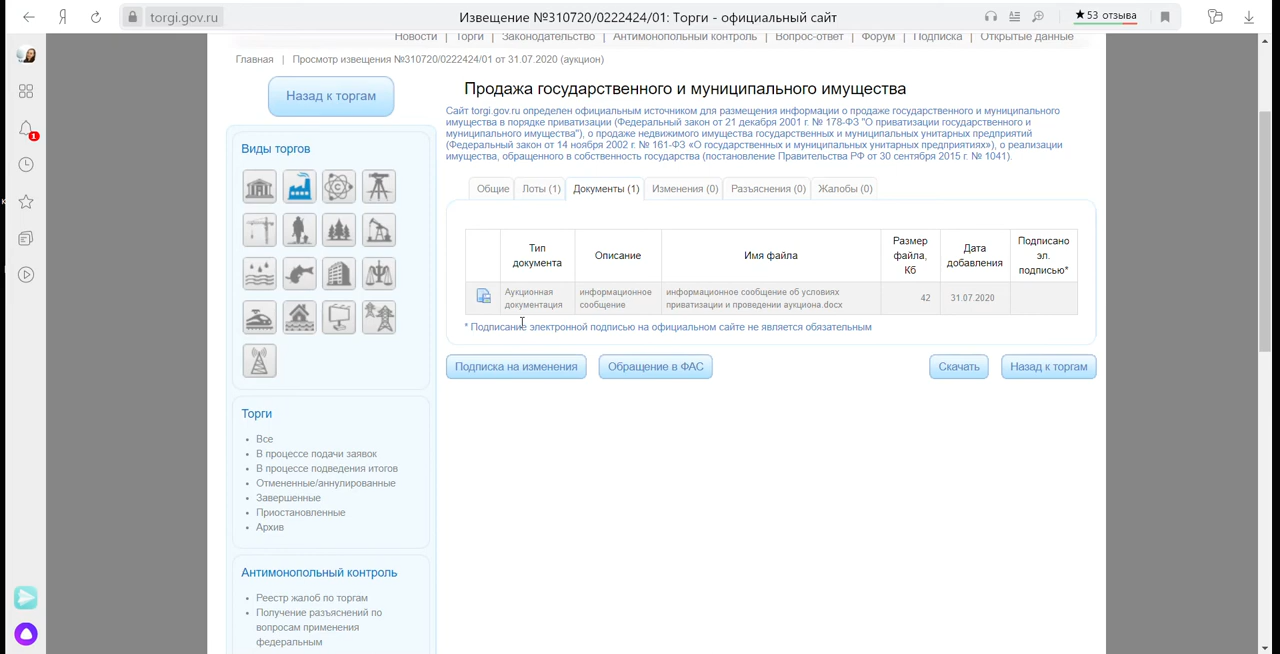 torgi.gov.ru
Извещение №310720/0222424/01: Торги - официальный сайт
★53 отзыва
Новости | Торги | Законодательство | Антимонопольный контроль | Вопрос-ответ | Форум | Подписка | Открытые данные
Главная | Просмотр извещения №310720/0222424/01 от 31.07.2020 (аукцион)
Назад к торгам
Продажа государственного и муниципального имущества
Сайт torgi.gov.ru определен официальным источником для размещения информации о продаже государственного и муниципального
имущества в порядке приватизации (Федеральный закон от 21 декабря 2001 г. № 178-ФЗ "О приватизации государственного и
муниципального имущества"), о продаже недвижимого имущества государственных и муниципальных унитарных предприятий
(Федеральный закон от 14 ноября 2002 г. № 161-ФЗ «О государственных и муниципальных унитарных предприятиях»), о реализации
имущества, обращенного в собственность государства (постановление Правительства РФ от 30 сентября 2015 г. № 1041).
1
Виды торгов
Общие
Лоты (1)
Документы (1)
Изменения (0)
Разъяснения (0)
Жалобы (0)
Тип
документа
Описание
Имя файла
Размер
файла,
Кб
Дата
добавления
Подписано
эл.
подписью*
Аукционная
документация
информационное
сообщение
информационное сообщение об условиях
приватизации и проведении аукциона.docx
42
31.07.2020
* Подписание электронной подписью на официальном сайте не является обязательным
Подписка на изменения
Обращение в ФАС
Скачать
Назад к торгам
Торги
Все
В процессе подачи заявок
В процессе подведения итогов
Отмененные/аннулированные
Завершенные
Приостановленные
Архив
Антимонопольный контроль
Реестр жалоб по торгам
Получение разъяснений по
вопросам применения
федеральным